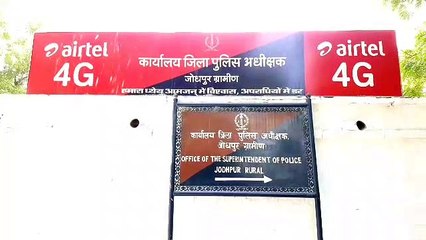 airtel
4G
कार्यालय जिला पुलिस अधीक्षक
जोधपुर ग्रामीण
हमारा ध्येय आमजन में विश्वास, अपराधियों में डर
airtel
4G
कार्यालय जिला पुलिस अधीक्षक,
जोधपुर ग्रामीण
OFFICE OF THE SUPERINTENDENT OF POLICE
JODHPUR RURAL